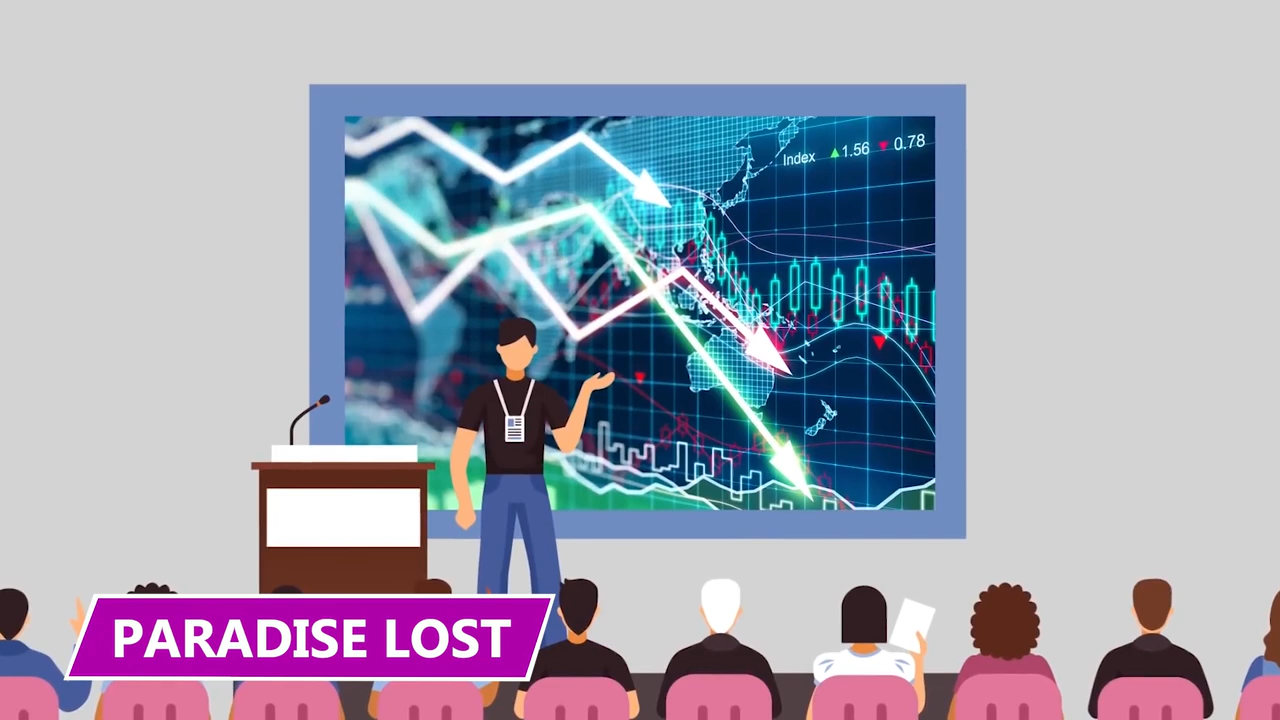 Index ▲1.56 ▼ 0.78
PARADISE LOST